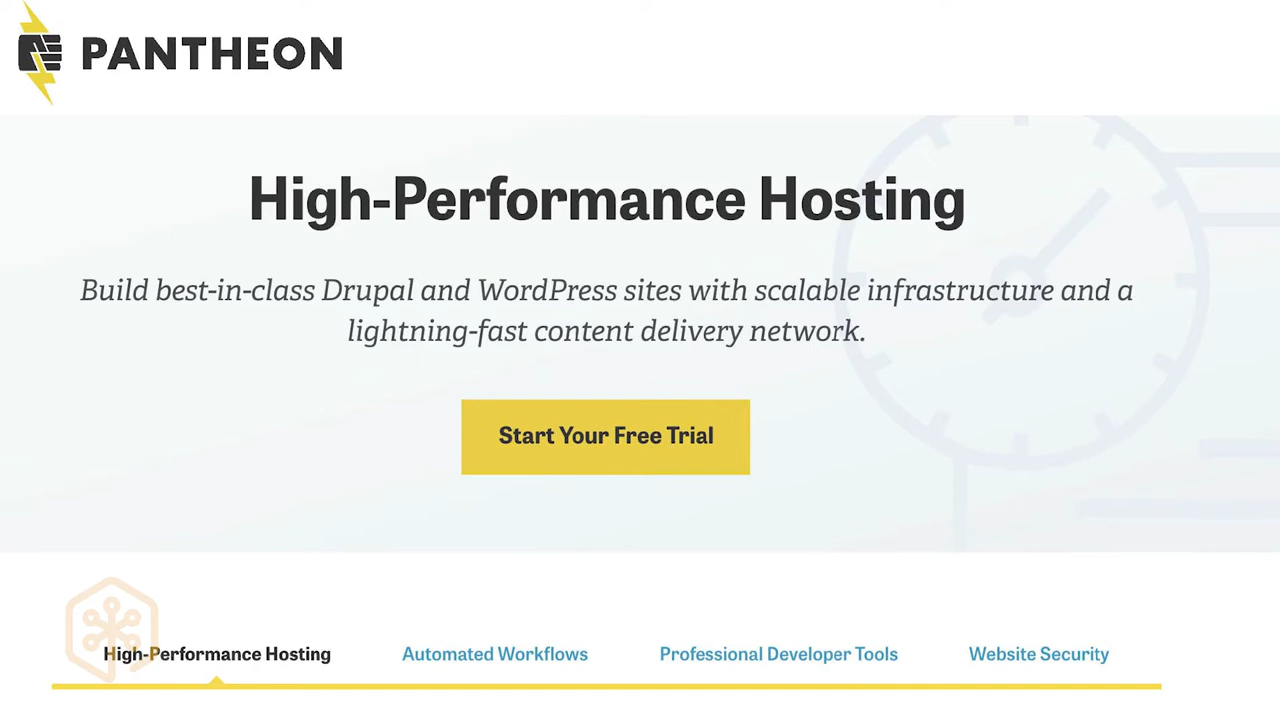 PANTHEON
High-Performance Hosting
Build best-in-class Drupal and WordPress sites with scalable infrastructure and a
lightning-fast content delivery network.
Start Your Free Trial
High-Performance Hosting
Automated Workflows
Professional Developer Tools
Website Security